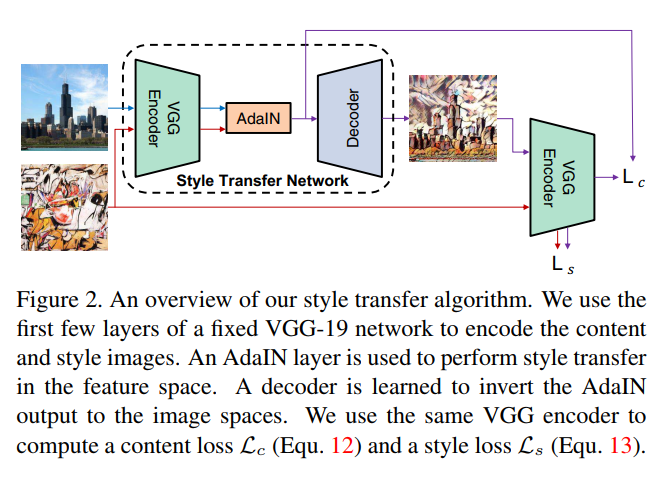 VGG
Encoder
AdaIN
Decoder
Style Transfer Network
VGG
Encoder
L c
L s
Figure 2. An overview of our style transfer algorithm. We use the
first few layers of a fixed VGG-19 network to encode the content
and style images. An AdaIN layer is used to perform style transfer
in the feature space. A decoder is learned to invert the AdaIN
output to the image spaces. We use the same VGG encoder to
compute a content loss ℒc (Equ. 12) and a style loss ℒs (Equ. 13).